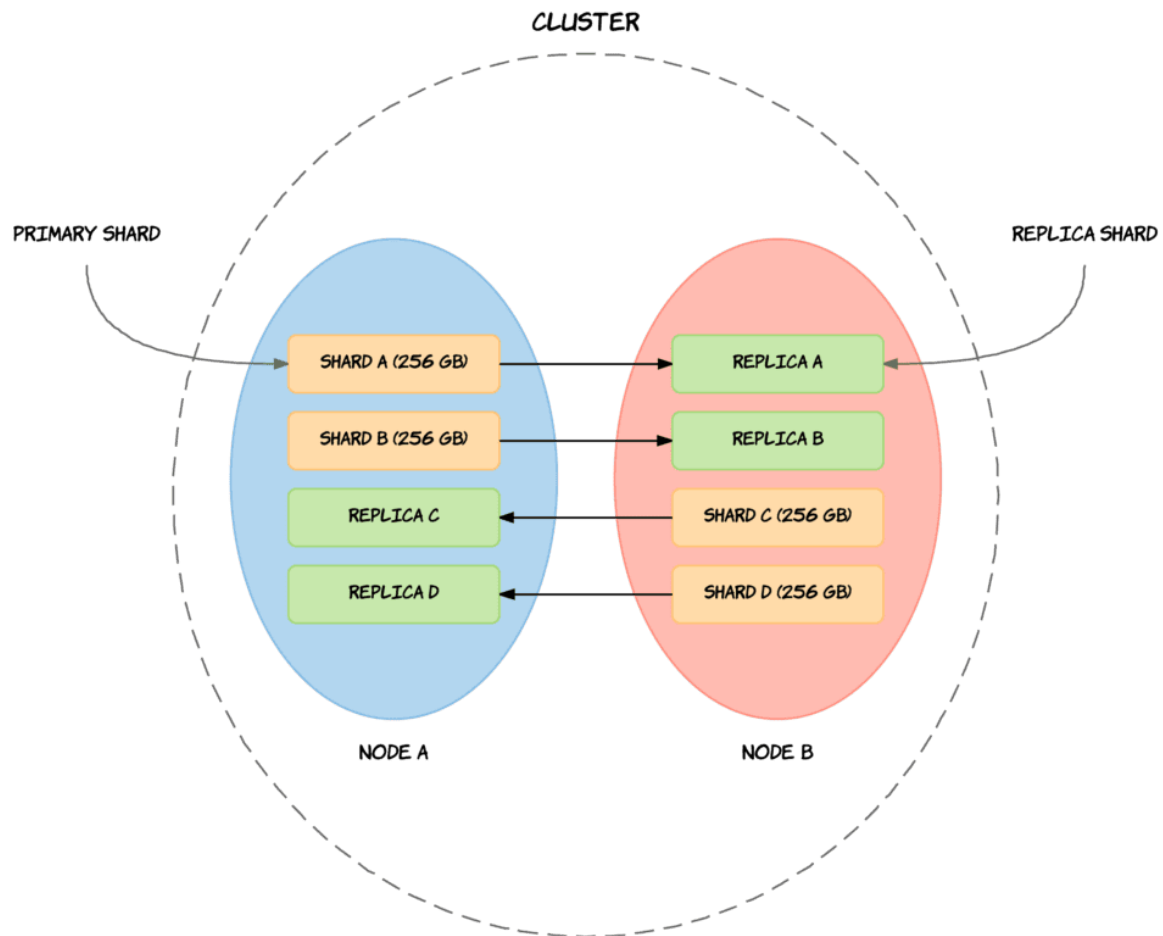 CLUSTER
PRIMARY SHARD
REPLICA SHARD
SHARD A (256 GB)
REPLICA A
SHARD B (256 GB)
REPLICA B
REPLICA C
SHARD C (256 GB)
REPLICA D
SHARD D (256 GB)
NODE A
NODE B